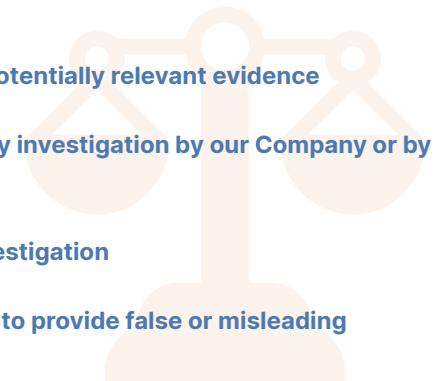 otentially relevant evidence
y investigation by our Company or by
estigation
to provide false or misleading